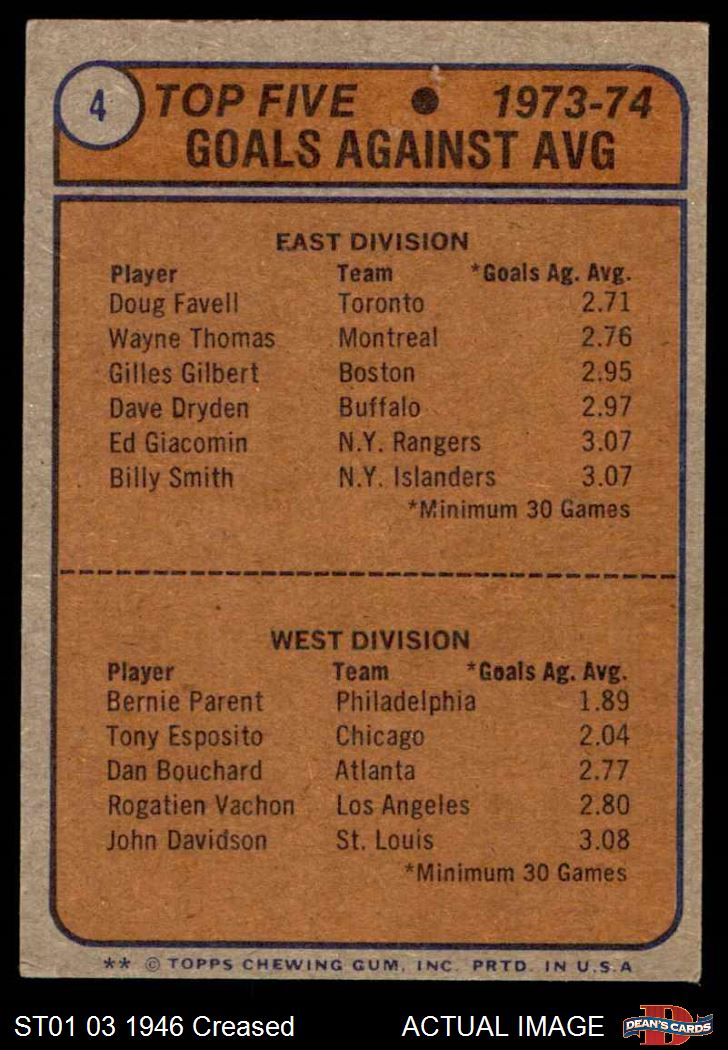 4 TOP FIVE ● 1973-74
GOALS AGAINST AVG
EAST DIVISION
Player Team *Goals Ag. Avg.
Doug Favell Toronto 2.71
Wayne Thomas Montreal 2.76
Gilles Gilbert Boston 2.95
Dave Dryden Buffalo 2.97
Ed Giacomin N.Y. Rangers 3.07
Billy Smith N.Y. Islanders 3.07
*Minimum 30 Games
WEST DIVISION
Player Team *Goals Ag. Avg.
Bernie Parent Philadelphia 1.89
Tony Esposito Chicago 2.04
Dan Bouchard Atlanta 2.77
Rogatien Vachon Los Angeles 2.80
John Davidson St. Louis 3.08
*Minimum 30 Games
** © TOPPS CHEWING GUM, INC. PRTD. IN U.S.A
ST01 03 1946 Creased ACTUAL IMAGE D DEAN'S CARDS